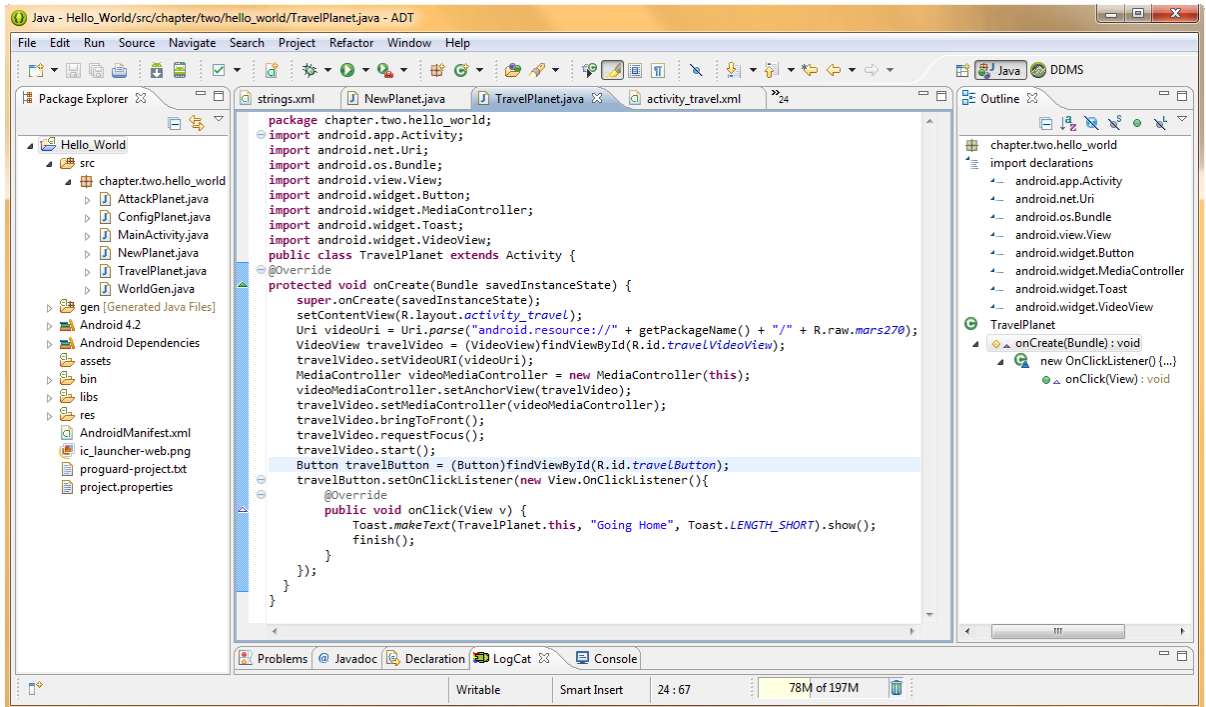 Java - Hello_World/src/chapter/two/hello_world/TravelPlanet.java - ADT
File Edit Run Source Navigate Search Project Refactor Window Help
Java DDMS
Package Explorer
Hello_World
src
chapter.two.hello_world
AttackPlanet.java
ConfigPlanet.java
MainActivity.java
NewPlanet.java
TravelPlanet.java
WorldGen.java
gen [Generated Java Files]
Android 4.2
Android Dependencies
assets
bin
libs
res
AndroidManifest.xml
ic_launcher-web.png
proguard-project.txt
project.properties
strings.xml NewPlanet.java TravelPlanet.java activity_travel.xml »24
package chapter.two.hello_world;
import android.app.Activity;
import android.net.Uri;
import android.os.Bundle;
import android.view.View;
import android.widget.Button;
import android.widget.MediaController;
import android.widget.Toast;
import android.widget.VideoView;
public class TravelPlanet extends Activity {
@Override
protected void onCreate(Bundle savedInstanceState) {
super.onCreate(savedInstanceState);
setContentView(R.layout.activity_travel);
Uri videoUri = Uri.parse("android.resource://" + getPackageName() + "/" + R.raw.mars270);
VideoView travelVideo = (VideoView)findViewById(R.id.travelVideoView);
travelVideo.setVideoURI(videoUri);
MediaController videoMediaController = new MediaController(this);
videoMediaController.setAnchorView(travelVideo);
travelVideo.setMediaController(videoMediaController);
travelVideo.bringToFront();
travelVideo.requestFocus();
travelVideo.start();
Button travelButton = (Button)findViewById(R.id.travelButton);
travelButton.setOnClickListener(new View.OnClickListener(){
@Override
public void onClick(View v) {
Toast.makeText(TravelPlanet.this, "Going Home", Toast.LENGTH_SHORT).show();
finish();
}
});
}
}
Outline
chapter.two.hello_world
import declarations
android.app.Activity
android.net.Uri
android.os.Bundle
android.view.View
android.widget.Button
android.widget.MediaController
android.widget.Toast
android.widget.VideoView
TravelPlanet
onCreate(Bundle) : void
new OnClickListener() {...}
onClick(View) : void
Problems @ Javadoc Declaration LogCat Console
Writable Smart Insert 24 : 67 78M of 197M